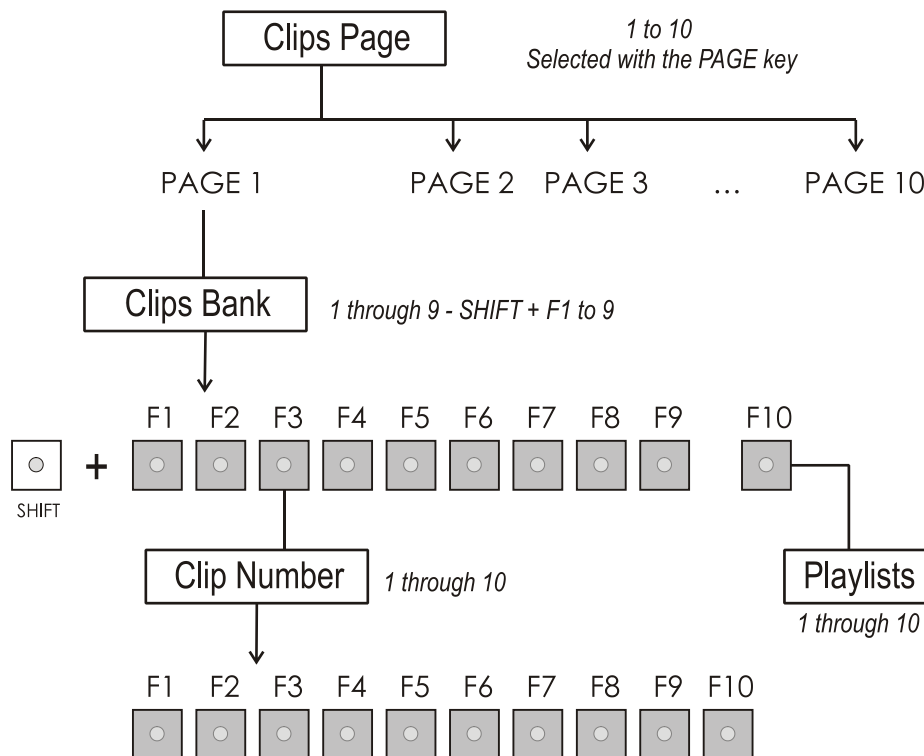 Clips Page
1 to 10
Selected with the PAGE key
PAGE 1 PAGE 2 PAGE 3 ... PAGE 10
Clips Bank
1 through 9 - SHIFT + F1 to 9
F1 F2 F3 F4 F5 F6 F7 F8 F9 F10
+
SHIFT
Clip Number
1 through 10
Playlists
1 through 10
F1 F2 F3 F4 F5 F6 F7 F8 F9 F10